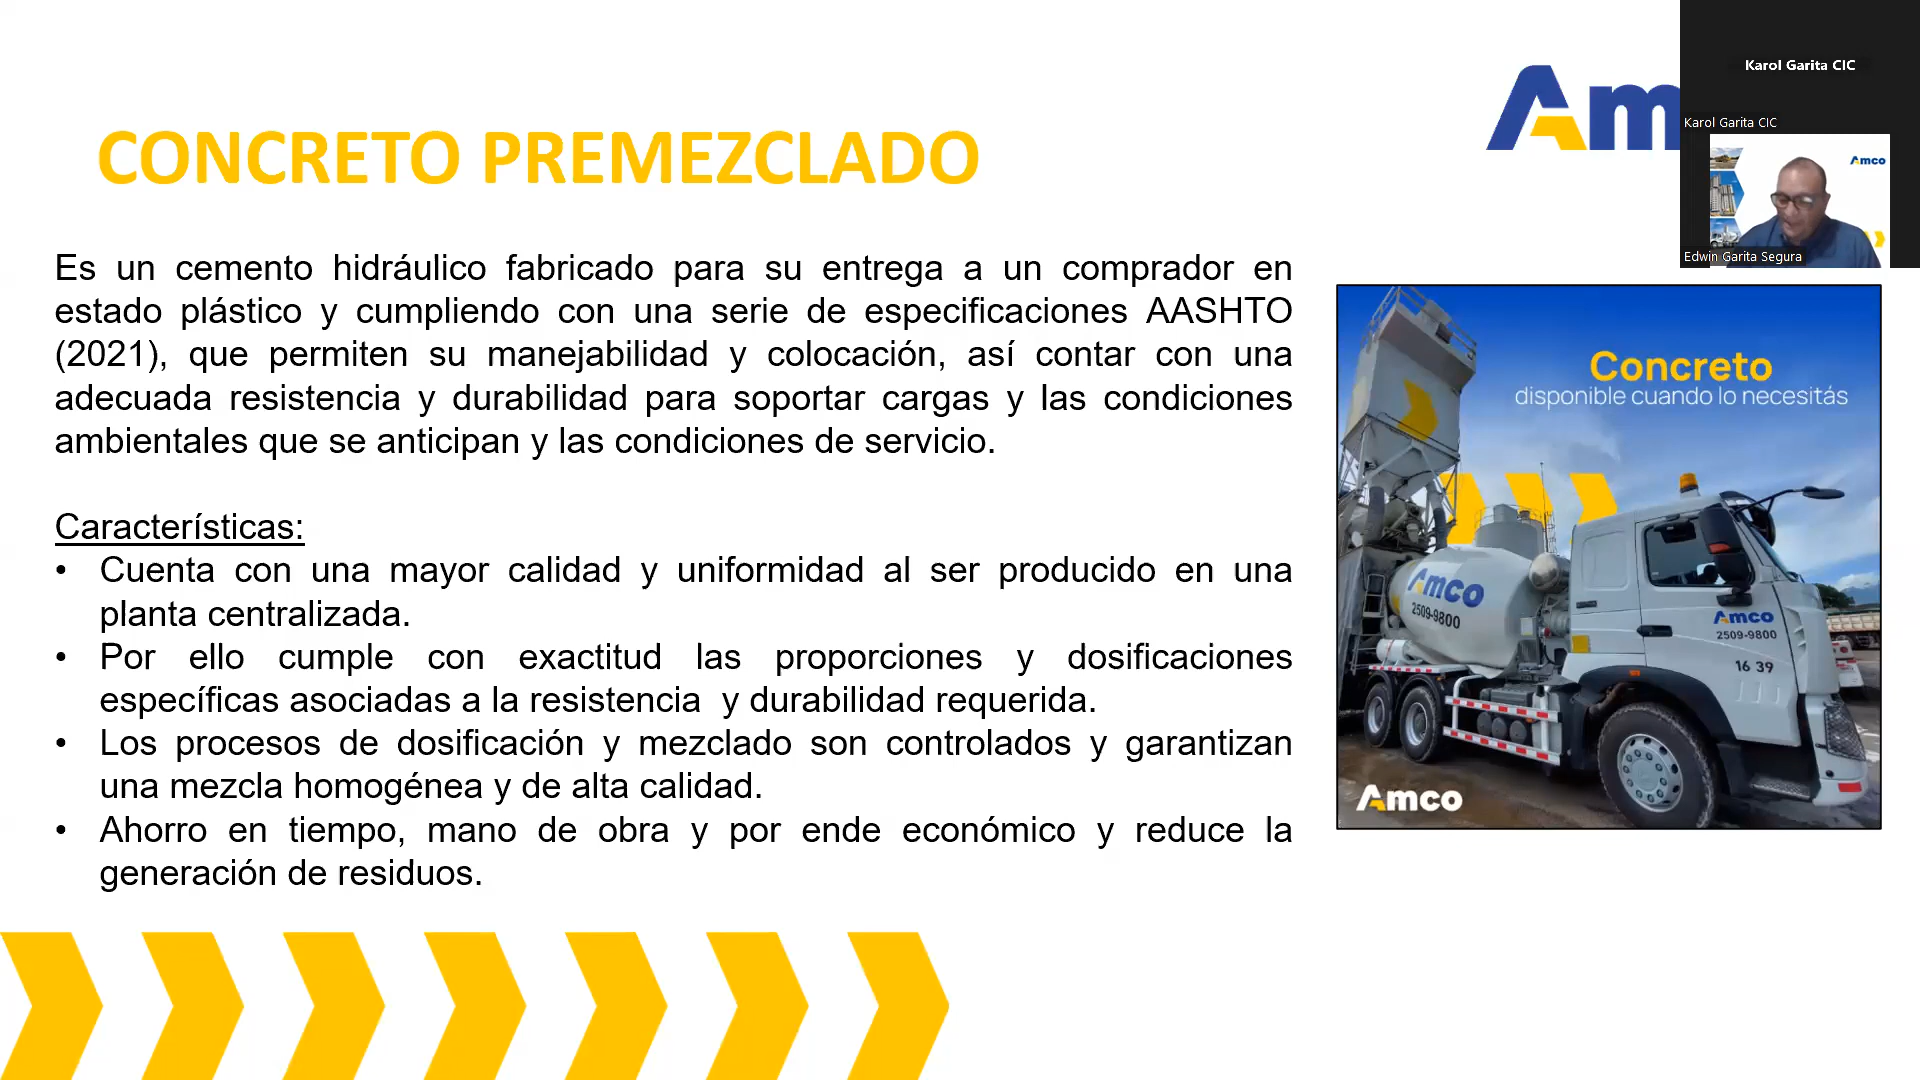 CONCRETO PREMEZCLADO
Es un cemento hidráulico fabricado para su entrega a un comprador en
estado plástico y cumpliendo con una serie de especificaciones AASHTO
(2021), que permiten su manejabilidad y colocación, así contar con una
adecuada resistencia y durabilidad para soportar cargas y las condiciones
ambientales que se anticipan y las condiciones de servicio.
Características:
• Cuenta con una mayor calidad y uniformidad al ser producido en una
planta centralizada.
• Por ello cumple con exactitud las proporciones y dosificaciones
específicas asociadas a la resistencia  y durabilidad requerida.
• Los procesos de dosificación y mezclado son controlados y garantizan
una mezcla homogénea y de alta calidad.
• Ahorro en tiempo, mano de obra y por ende económico y reduce la
generación de residuos.
Am
Karol Garita CIC
Karol Garita CIC
Amco
Edwin Garita Segura
Concreto
disponible cuando lo necesitás
Amco
2509-9800
Amco
2509-9800
16 39
Amco